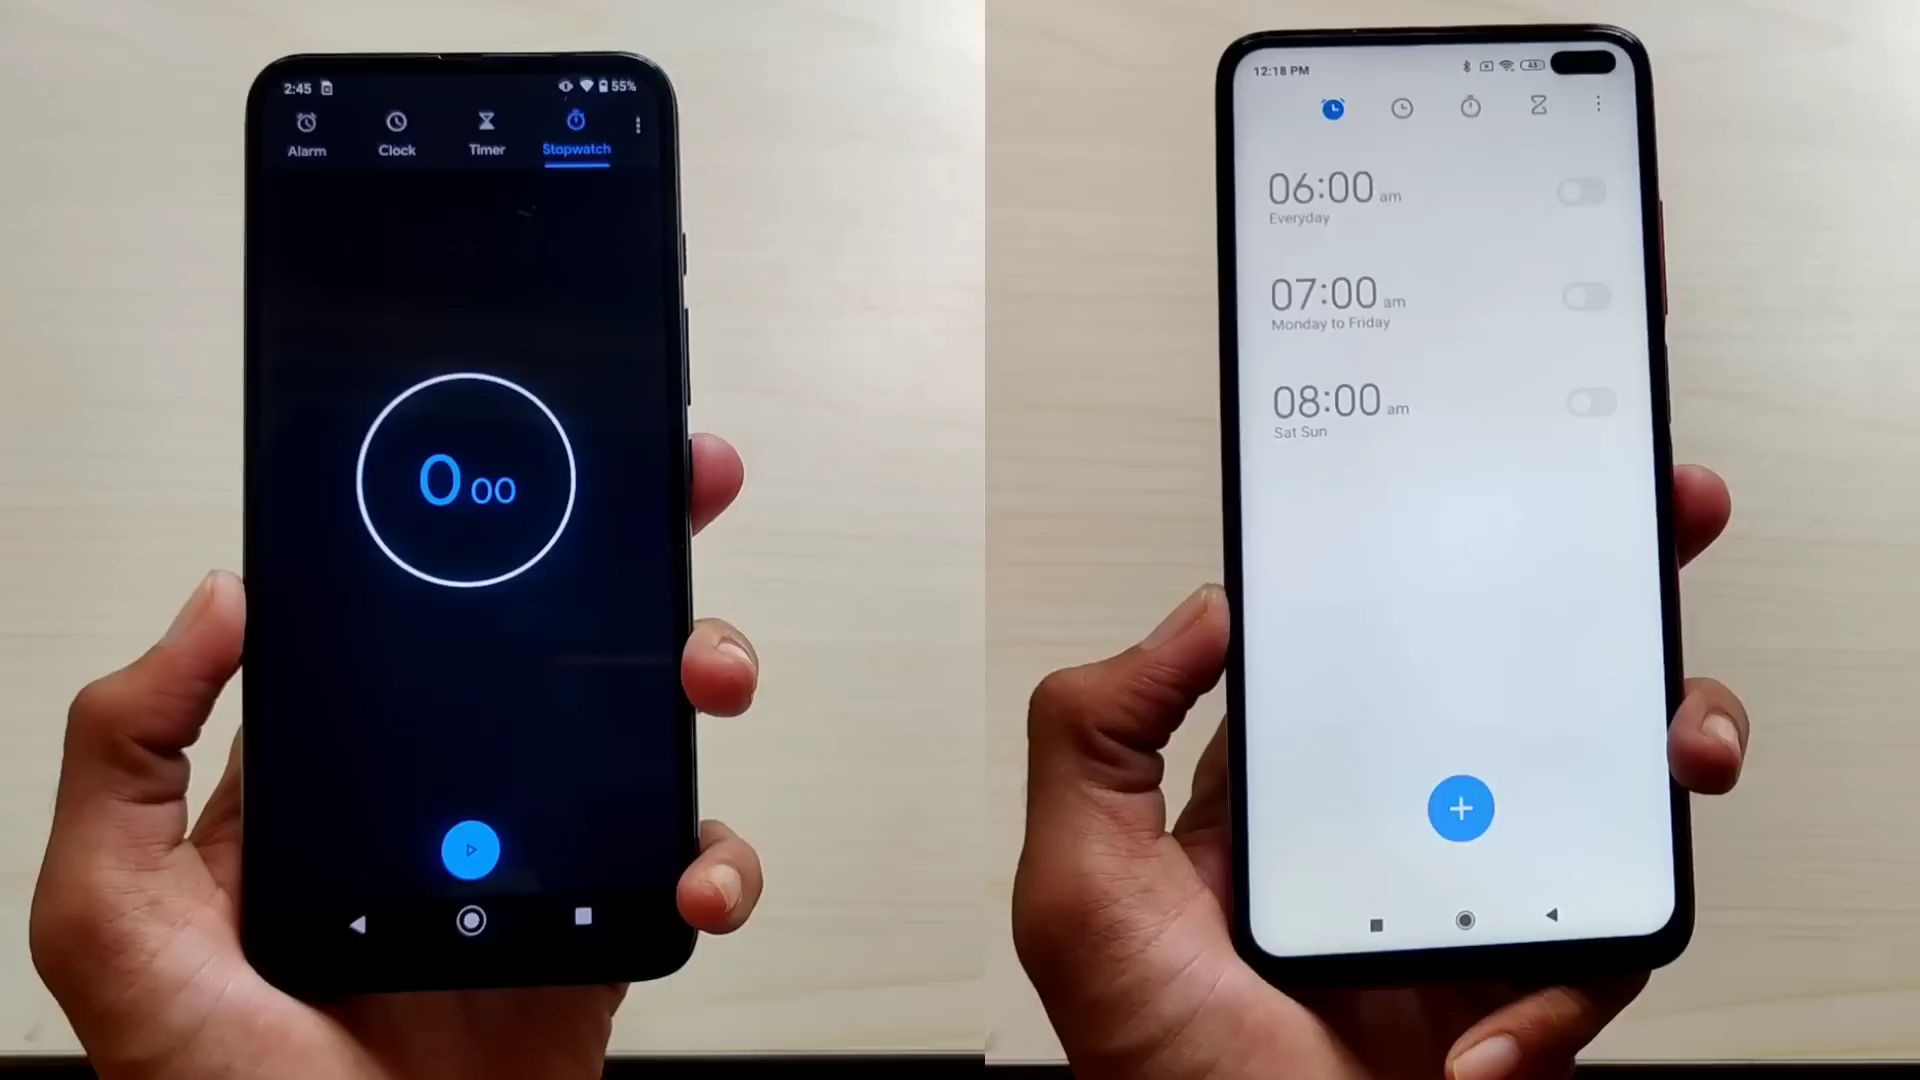 2:45
55%
Alarm
Clock
Timer
Stopwatch
0 00
12:18 PM
43
06:00 am
Everyday
07:00 am
Monday to Friday
08:00 am
Sat Sun